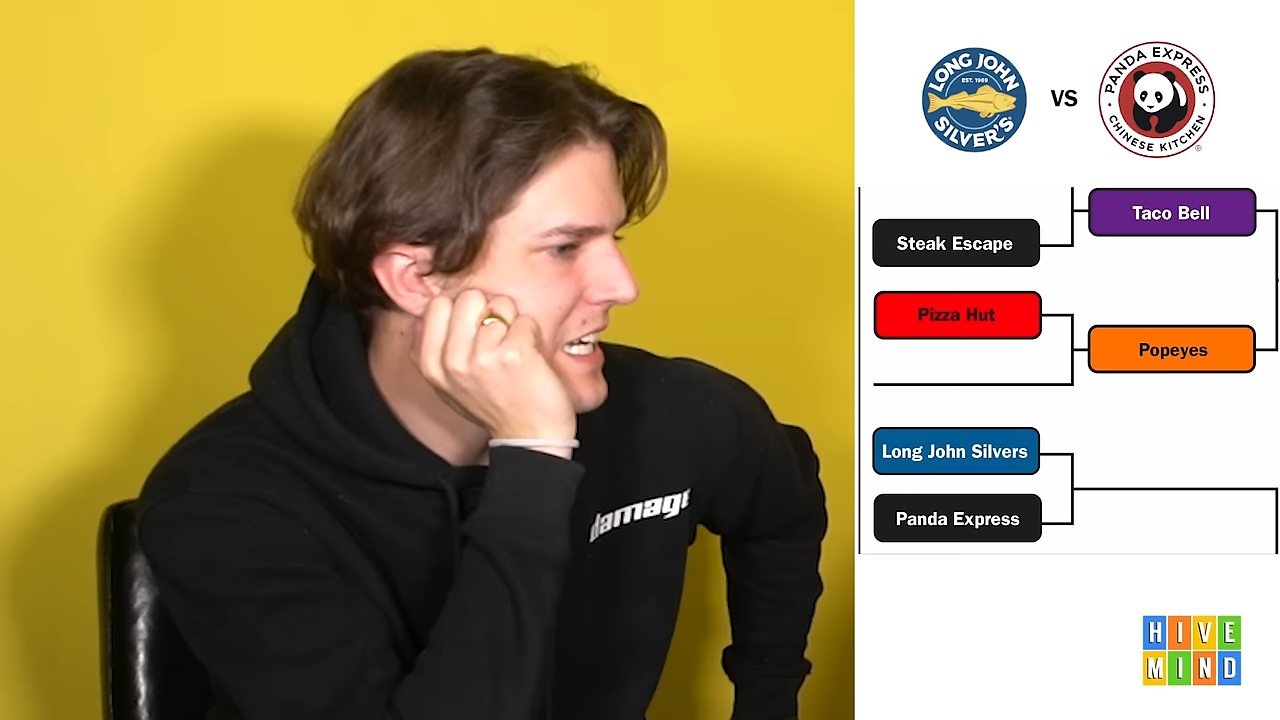 damage
LONG JOHN
EST. 1969
SILVER'S
VS
PANDA EXPRESS
CHINESE KITCHEN
®
Taco Bell
Steak Escape
Pizza Hut
Popeyes
Long John Silvers
Panda Express
HIVE
MIND